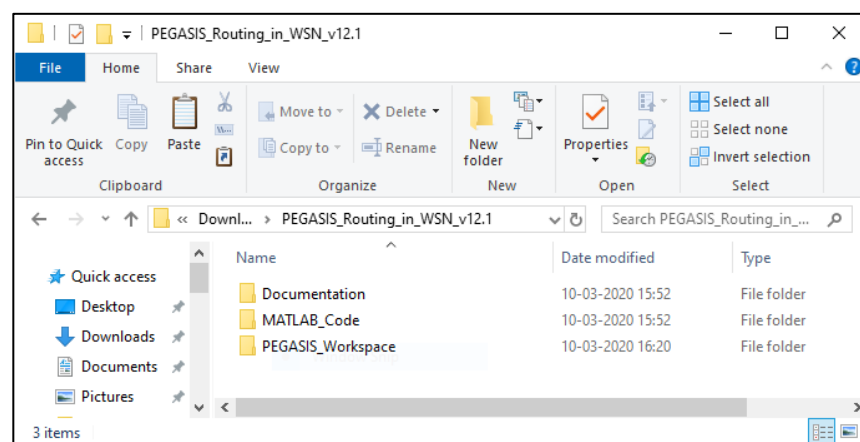 PEGASIS_Routing_in_WSN_v12.1
File Home Share View
Pin to Quick access
Copy
Paste
Move to
Copy to
Delete
Rename
New folder
Properties
Select all
Select none
Invert selection
Clipboard Organize New Open Select
« Downl... > PEGASIS_Routing_in_WSN_v12.1
Search PEGASIS_Routing_in_...
Name Date modified Type
Quick access
Desktop
Downloads
Documents
Pictures
Documentation 10-03-2020 15:52 File folder
MATLAB_Code 10-03-2020 15:52 File folder
PEGASIS_Workspace 10-03-2020 16:20 File folder
3 items